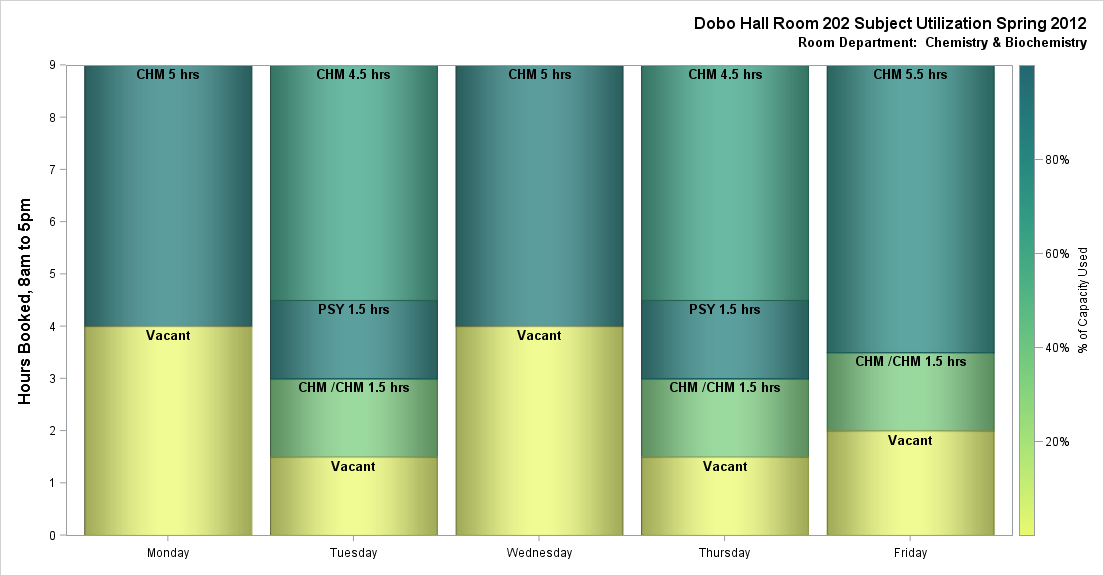 Dobo Hall Room 202 Subject Utilization Spring 2012
Room Department:  Chemistry & Biochemistry
Hours Booked, 8am to 5pm
9
8
7
6
5
4
3
2
1
0
CHM 5 hrs
Vacant
CHM 4.5 hrs
PSY 1.5 hrs
CHM /CHM 1.5 hrs
Vacant
CHM 5 hrs
Vacant
CHM 4.5 hrs
PSY 1.5 hrs
CHM /CHM 1.5 hrs
Vacant
CHM 5.5 hrs
CHM /CHM 1.5 hrs
Vacant
Monday
Tuesday
Wednesday
Thursday
Friday
80%
60%
40%
20%
% of Capacity Used